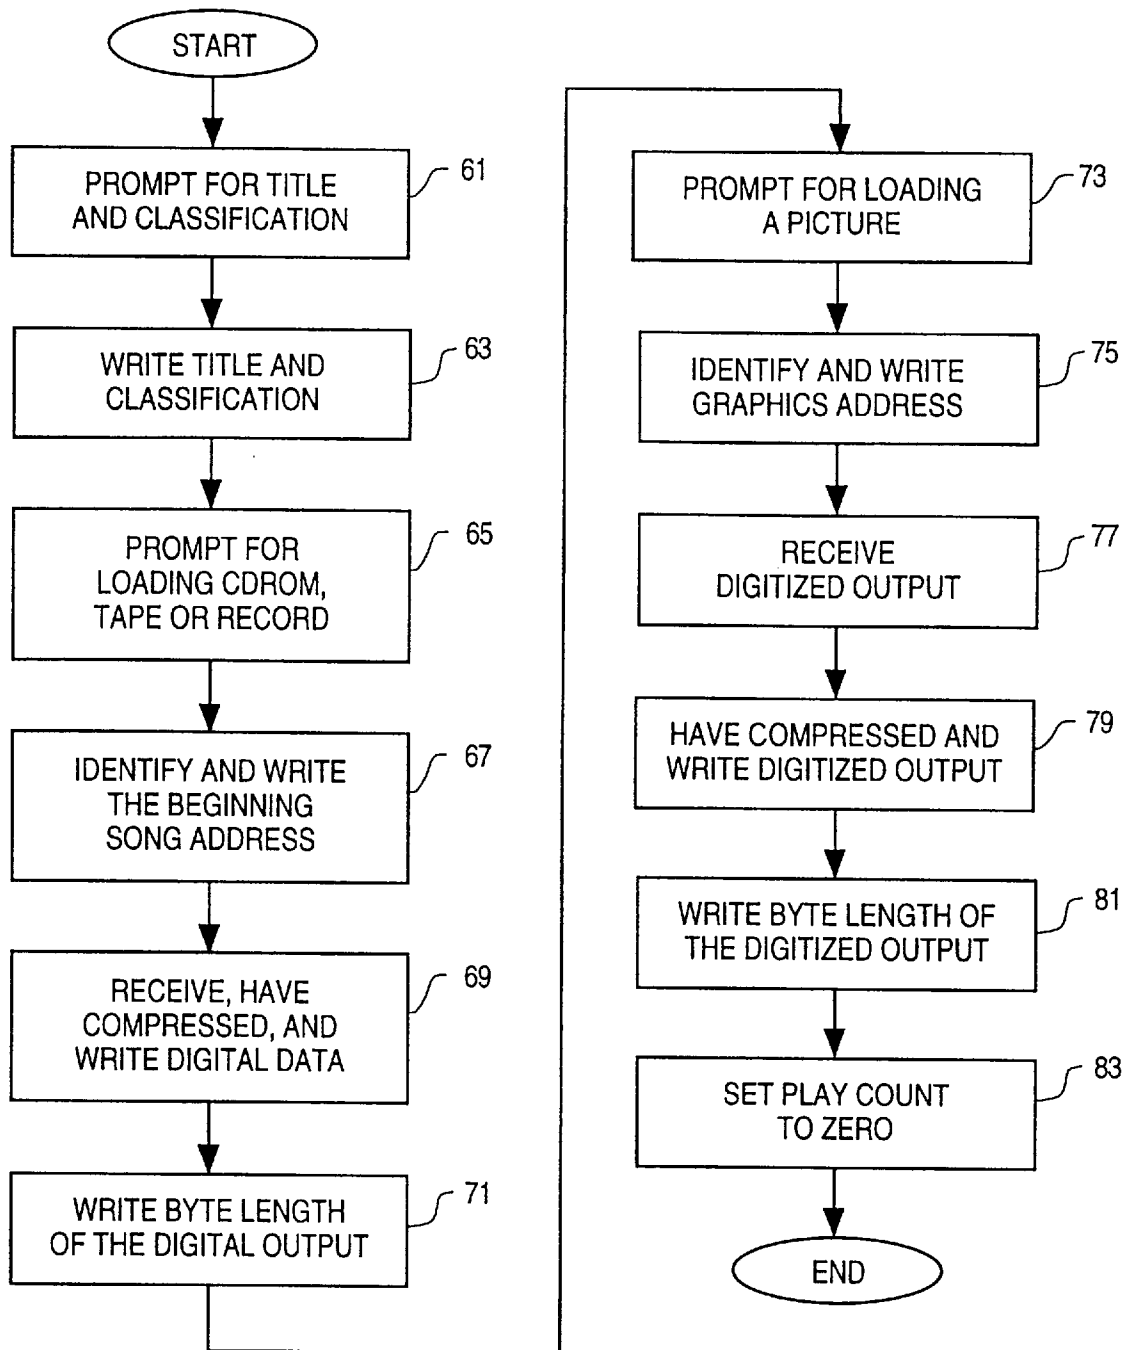 START
PROMPT FOR TITLE
AND CLASSIFICATION
61
WRITE TITLE AND
CLASSIFICATION
63
PROMPT FOR
LOADING CDROM,
TAPE OR RECORD
65
IDENTIFY AND WRITE
THE BEGINNING
SONG ADDRESS
67
RECEIVE, HAVE
COMPRESSED, AND
WRITE DIGITAL DATA
69
WRITE BYTE LENGTH
OF THE DIGITAL OUTPUT
71
PROMPT FOR LOADING
A PICTURE
73
IDENTIFY AND WRITE
GRAPHICS ADDRESS
75
RECEIVE
DIGITIZED OUTPUT
77
HAVE COMPRESSED AND
WRITE DIGITIZED OUTPUT
79
WRITE BYTE LENGTH OF
THE DIGITIZED OUTPUT
81
SET PLAY COUNT
TO ZERO
83
END